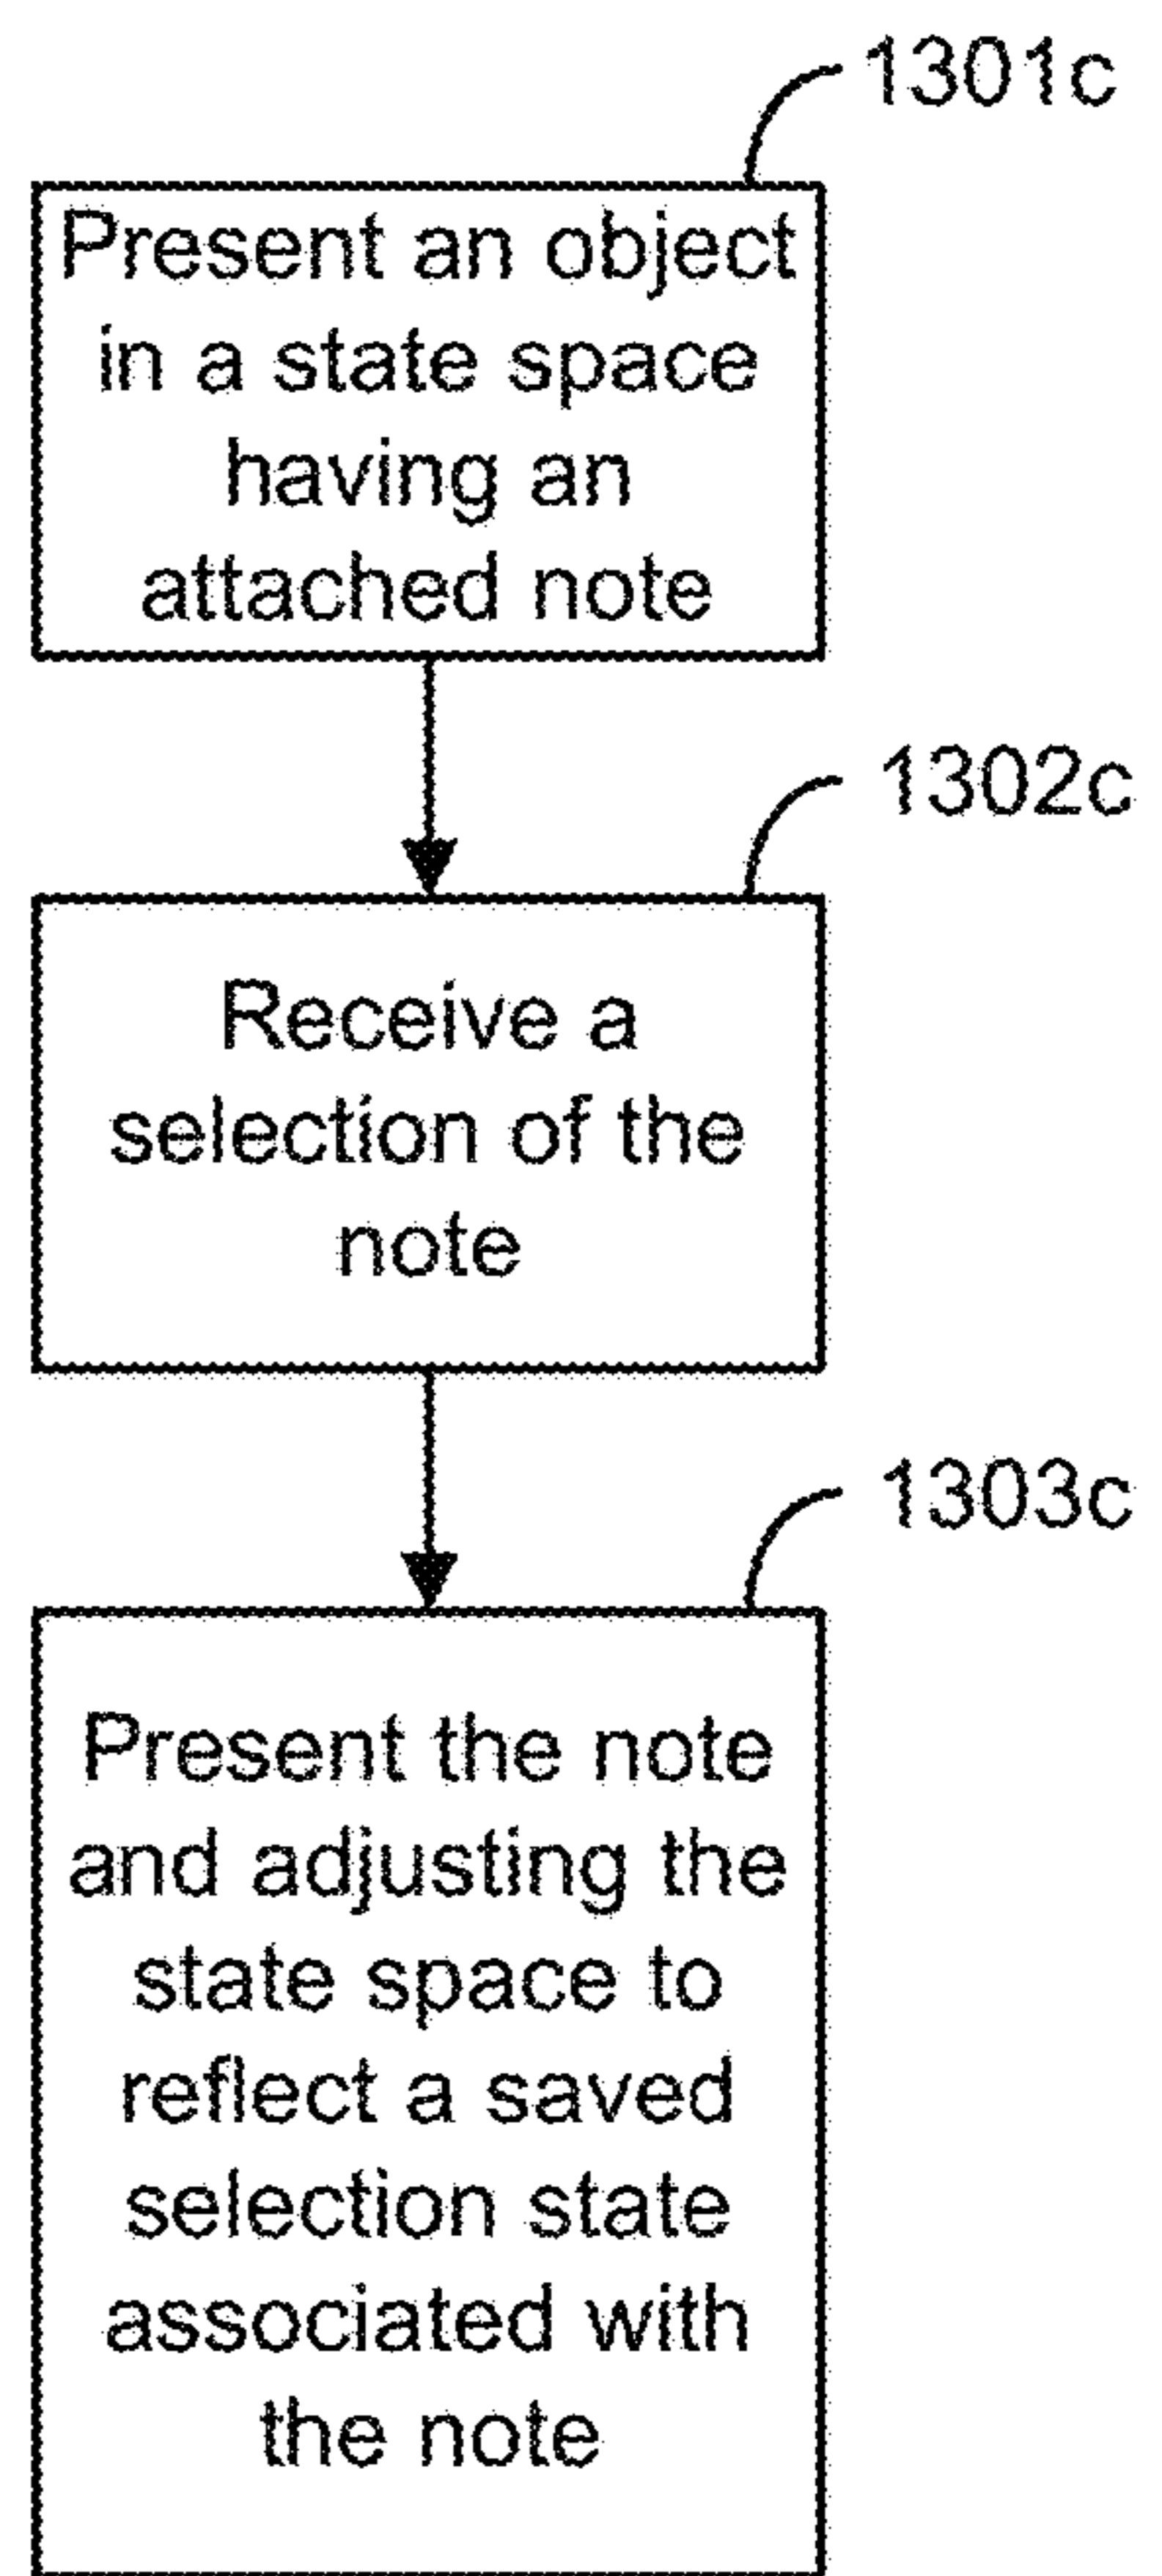 1301c
Present an object
in a state space
having an
attached note
1302c
Receive a
selection of the
note
1303c
Present the note
and adjusting the
state space to
reflect a saved
selection state
associated with
the note